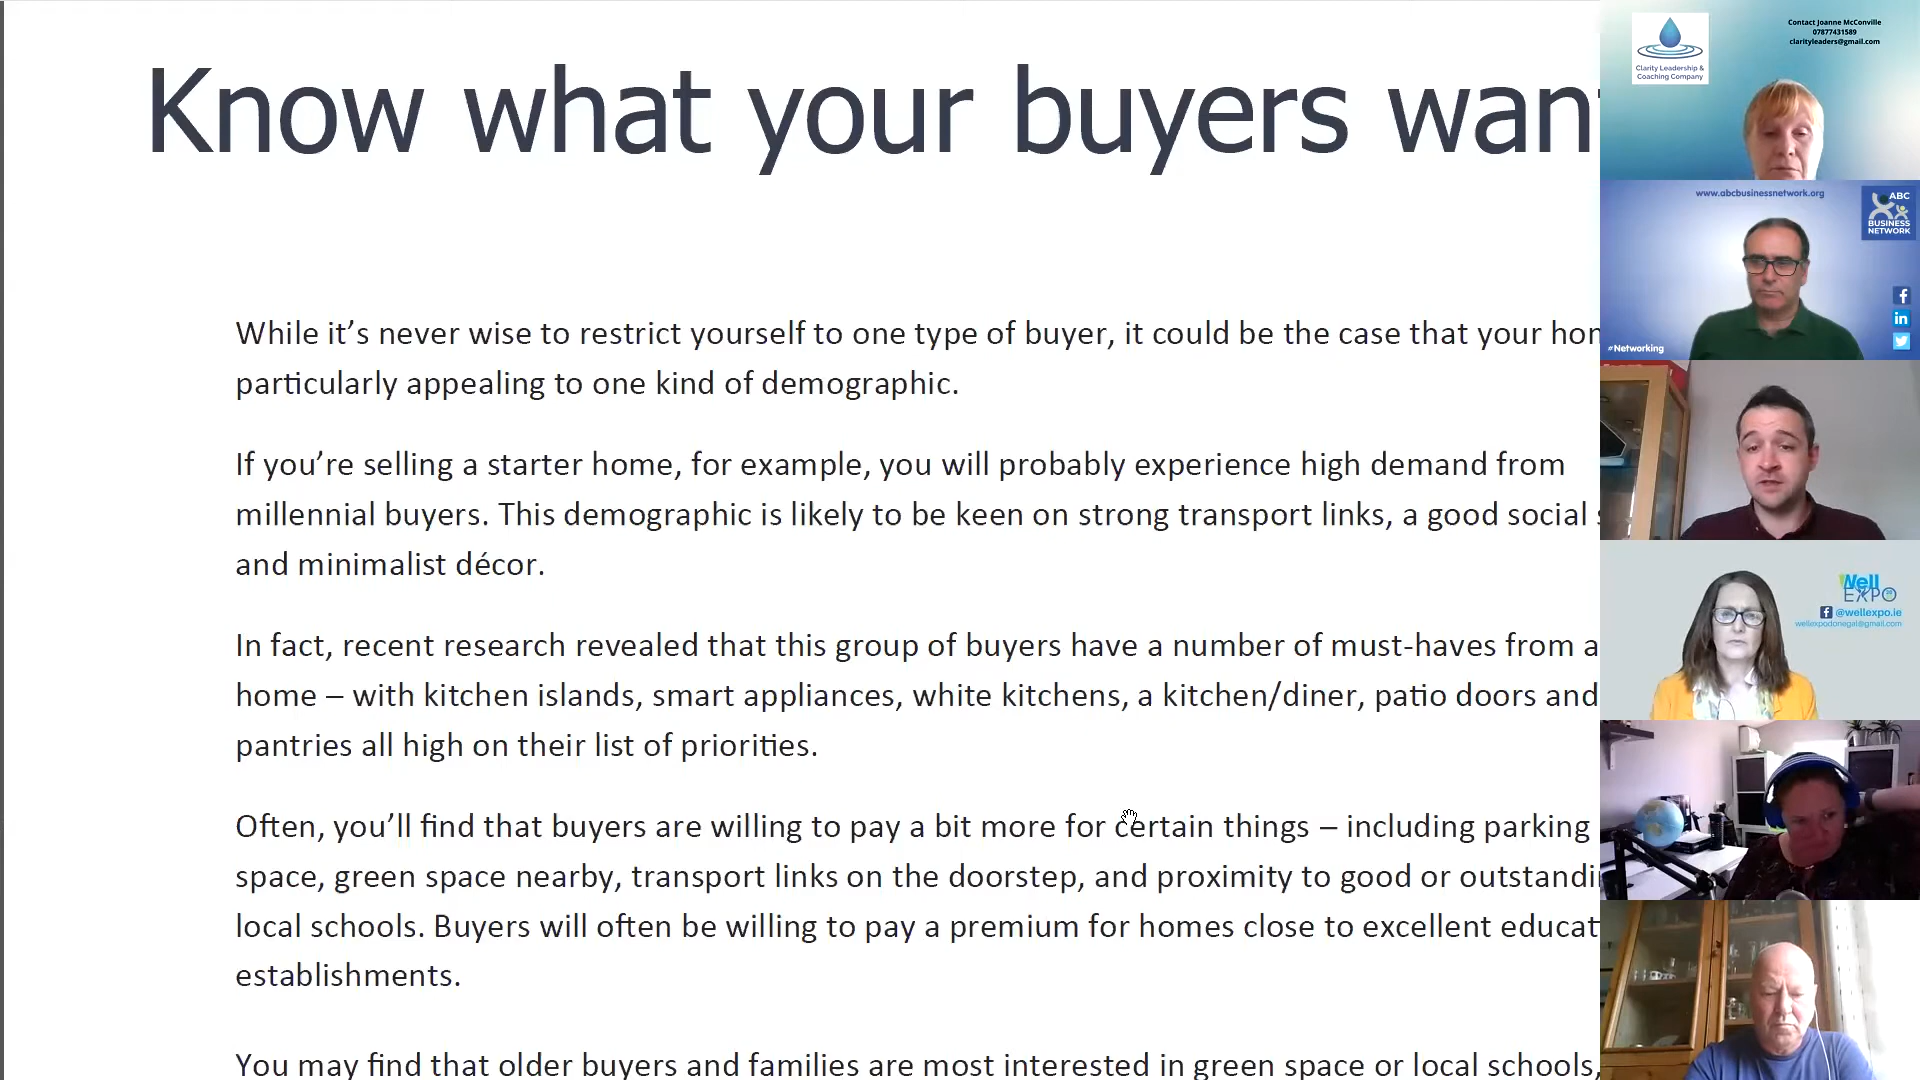 Know what your buyers want
While it’s never wise to restrict yourself to one type of buyer, it could be the case that your
particularly appealing to one kind of demographic.
If you’re selling a starter home, for example, you will probably experience high demand from
millennial buyers. This demographic is likely to be keen on strong transport links, a good social
and minimalist décor.
In fact, recent research revealed that this group of buyers have a number of must-haves from a
home – with kitchen islands, smart appliances, white kitchens, a kitchen/diner, patio doors and
pantries all high on their list of priorities.
Often, you’ll find that buyers are willing to pay a bit more for certain things – including parking
space, green space nearby, transport links on the doorstep, and proximity to good or
local schools. Buyers will often be willing to pay a premium for homes close to excellent
establishments.
You may find that older buyers and families are most interested in green space or local schools,
Clarity Leadership &
Coaching Company
Contact Joanne McConville
07877431589
clarityleaders@gmail.com
www.abcbusinessnetwork.org
ABC
BUSINESS
NETWORK
#Networking
Well
EXPO
@wellexpo.ie
wellexpodonegal@gmail.com